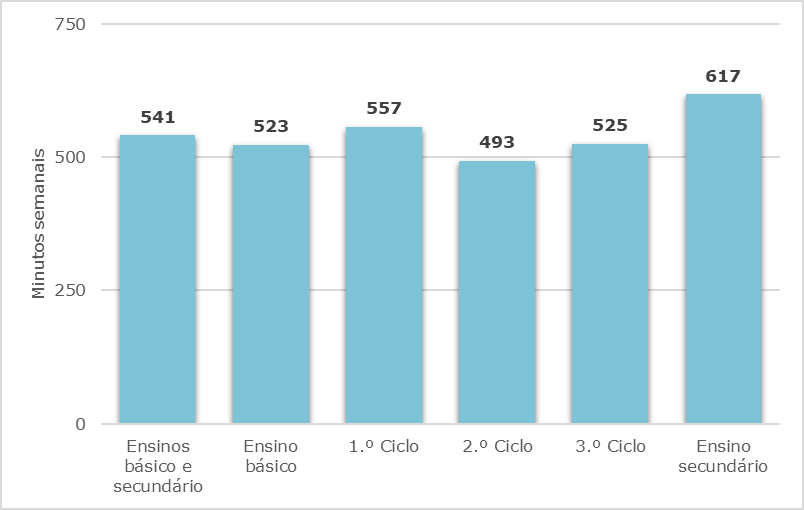 750
500
250
0
Minutos semanais
541
523
557
493
525
617
Ensinos
básico e
secundário
Ensino
básico
1.º Ciclo
2.º Ciclo
3.º Ciclo
Ensino
secundário